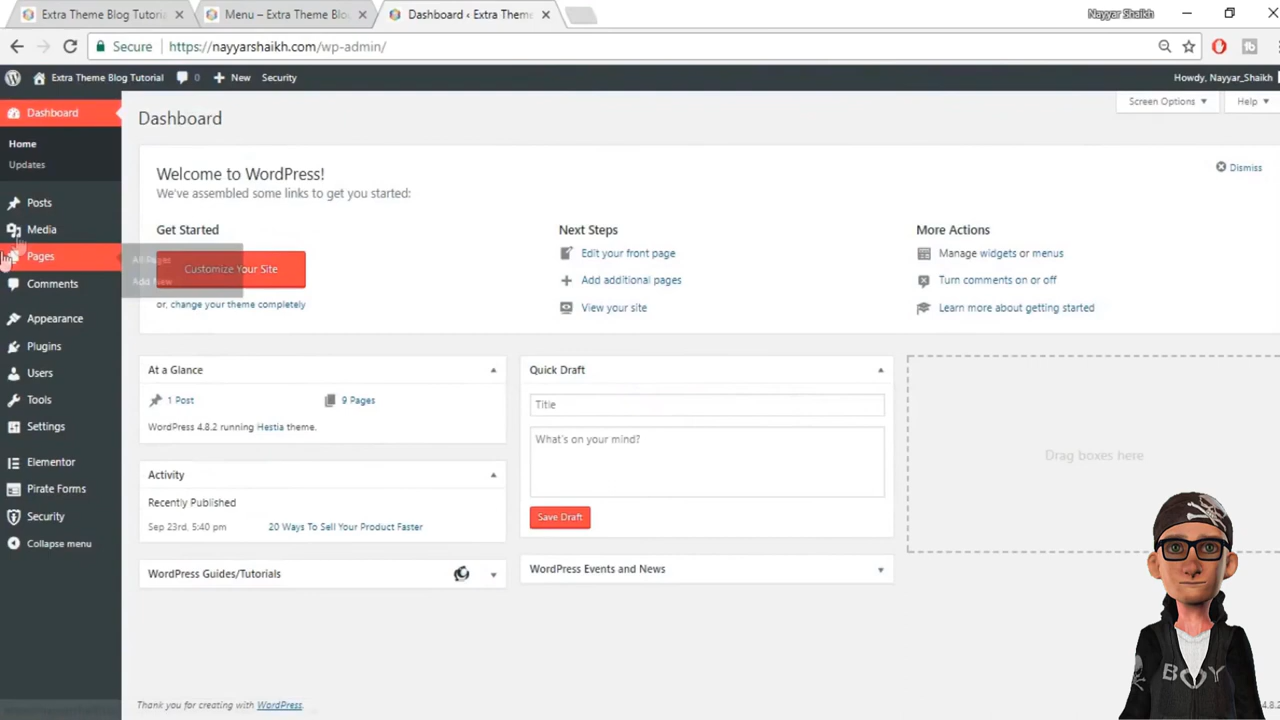 Extra Theme Blog Tutoria
Menu – Extra Theme Blo
Dashboard ‹ Extra Theme
Nayyar Shaikh
Secure
https://nayyarshaikh.com/wp-admin/
Extra Theme Blog Tutorial
0
New
Security
Howdy, Nayyar_Shaikh
Dashboard
Home
Updates
Posts
Media
Pages
All Pages
Add New
Comments
Appearance
Plugins
Users
Tools
Settings
Elementor
Pirate Forms
Security
Collapse menu
Dashboard
Screen Options
Help
Welcome to WordPress!
We've assembled some links to get you started:
Dismiss
Get Started
Customize Your Site
or, change your theme completely
Next Steps
Edit your front page
Add additional pages
View your site
More Actions
Manage widgets or menus
Turn comments on or off
Learn more about getting started
At a Glance
1 Post
9 Pages
WordPress 4.8.2 running Hestia theme.
Activity
Recently Published
Sep 23rd, 5:40 pm
20 Ways To Sell Your Product Faster
WordPress Guides/Tutorials
Quick Draft
Title
What's on your mind?
Save Draft
WordPress Events and News
Drag boxes here
BOY
Thank you for creating with WordPress.
4.8.2